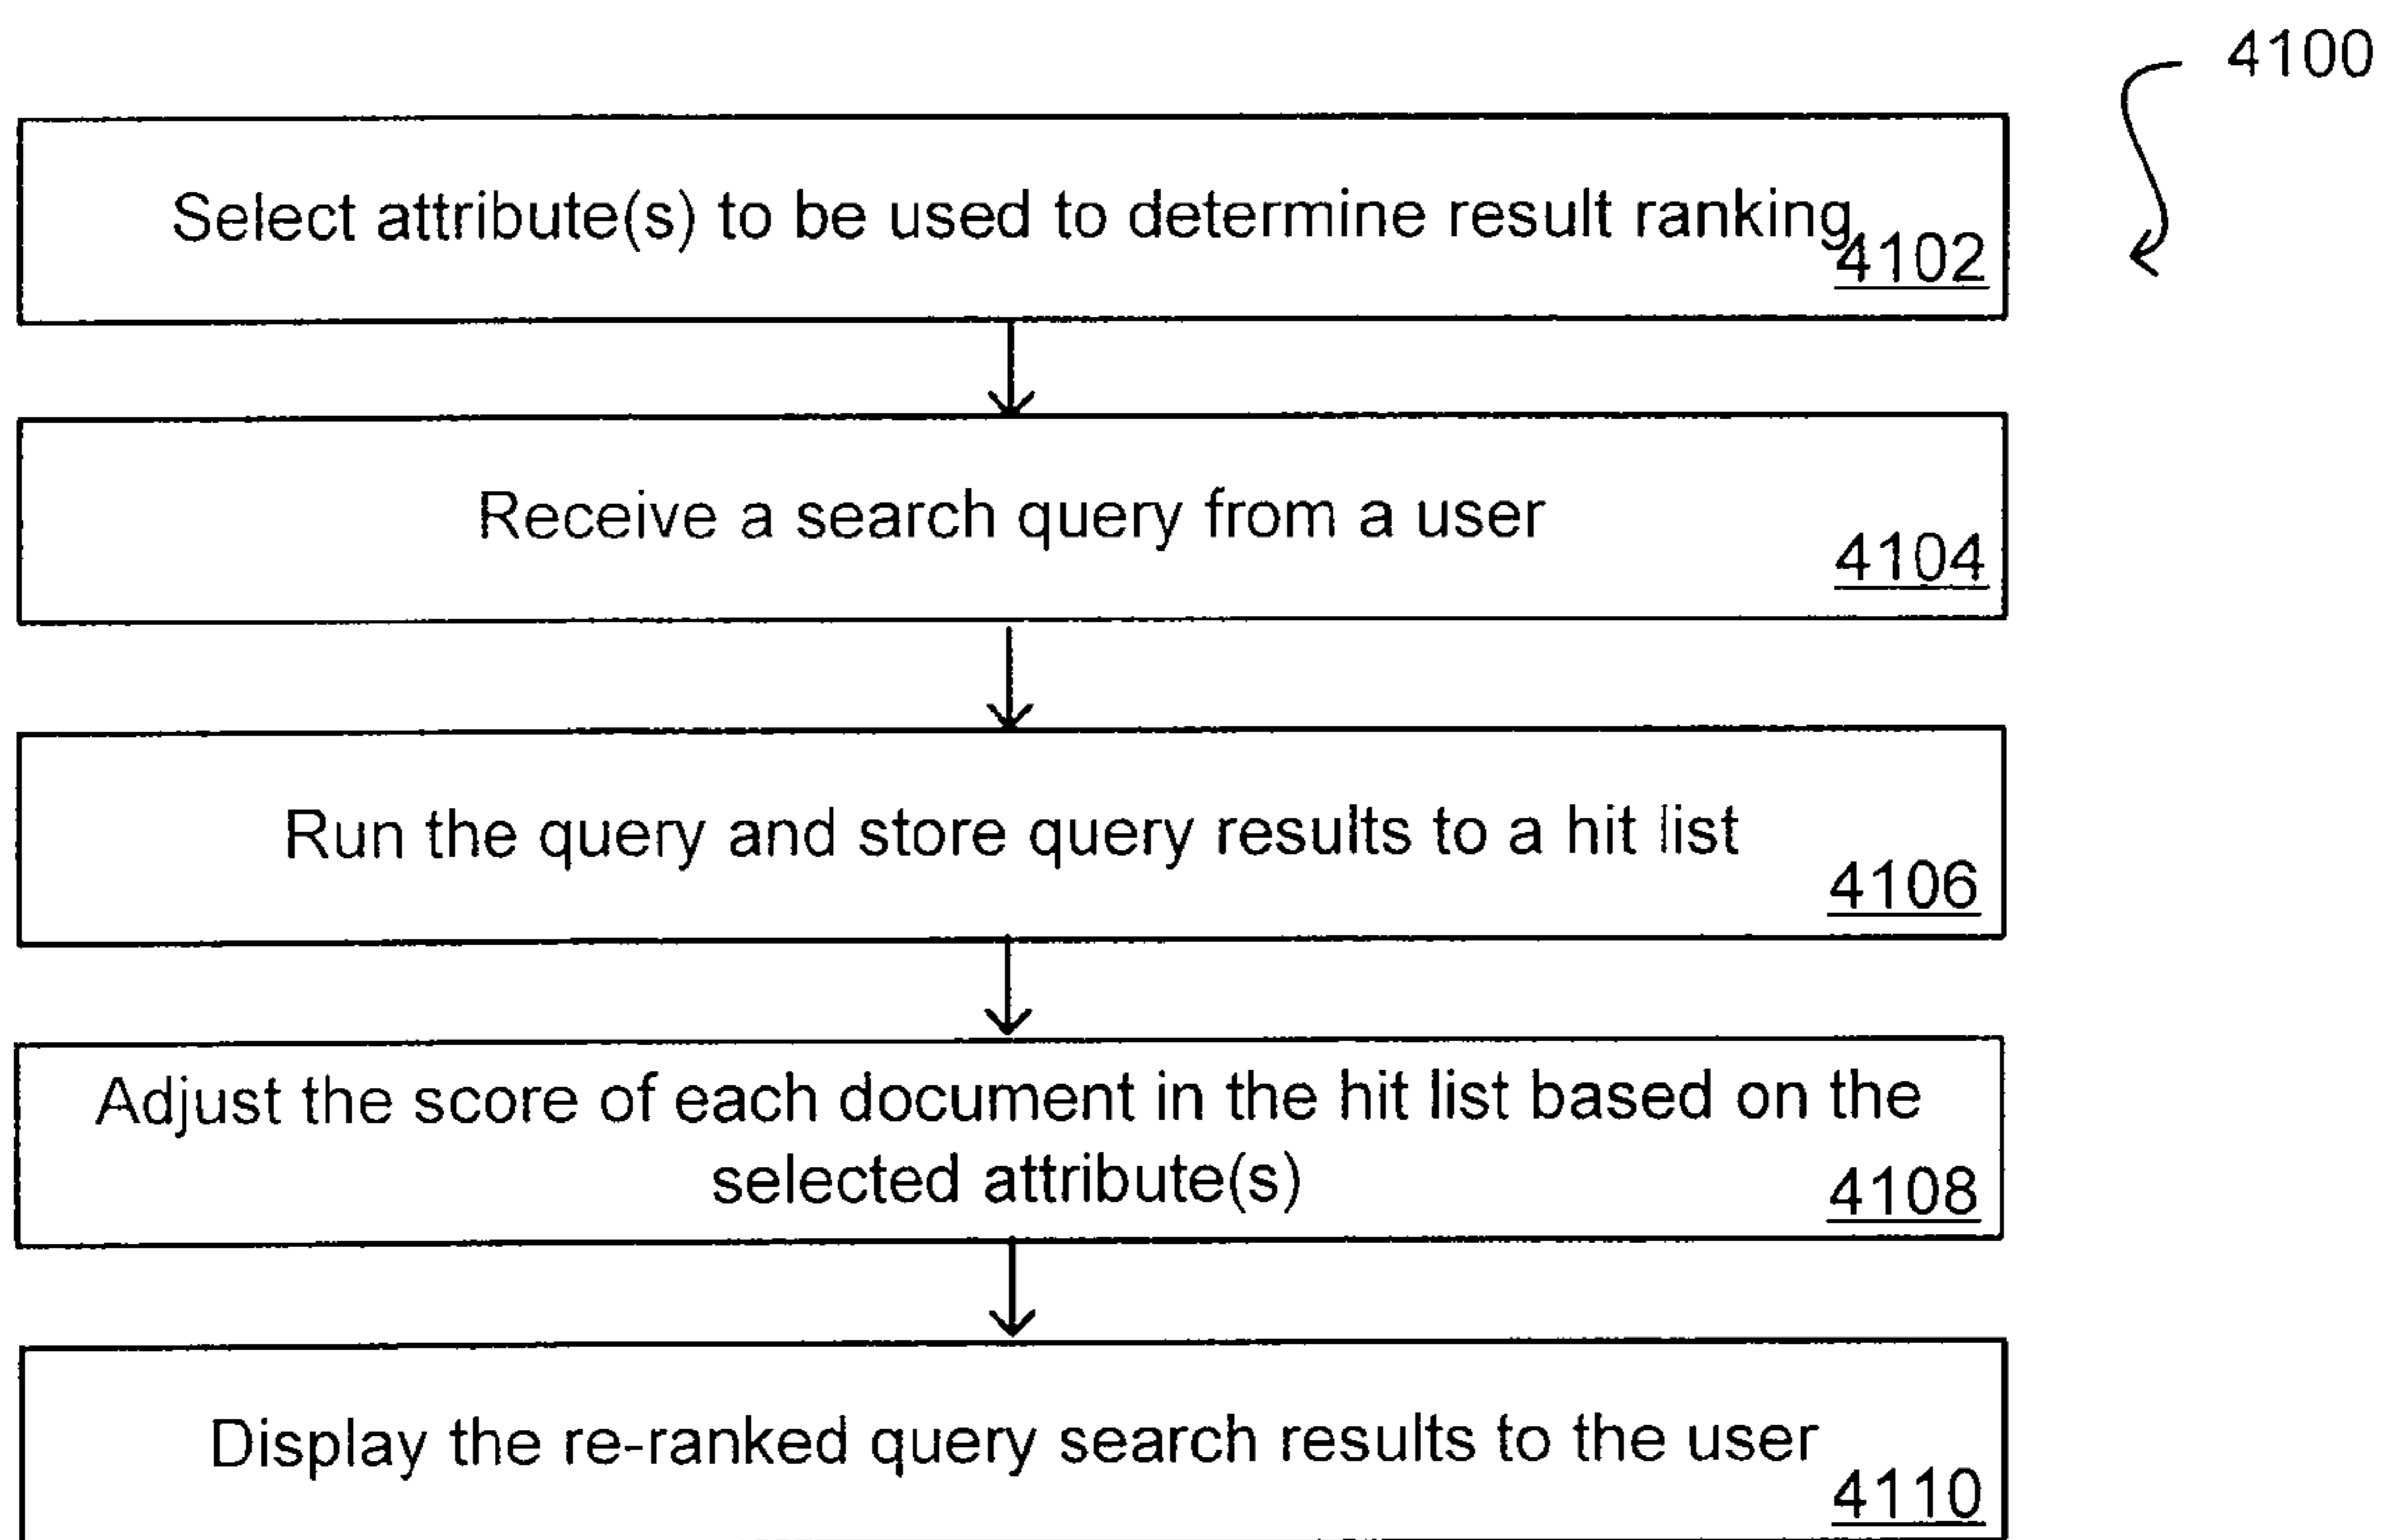 4100
Select attribute(s) to be used to determine result ranking
4102
Receive a search query from a user
4104
Run the query and store query results to a hit list
4106
Adjust the score of each document in the hit list based on the
selected attribute(s)
4108
Display the re-ranked query search results to the user
4110